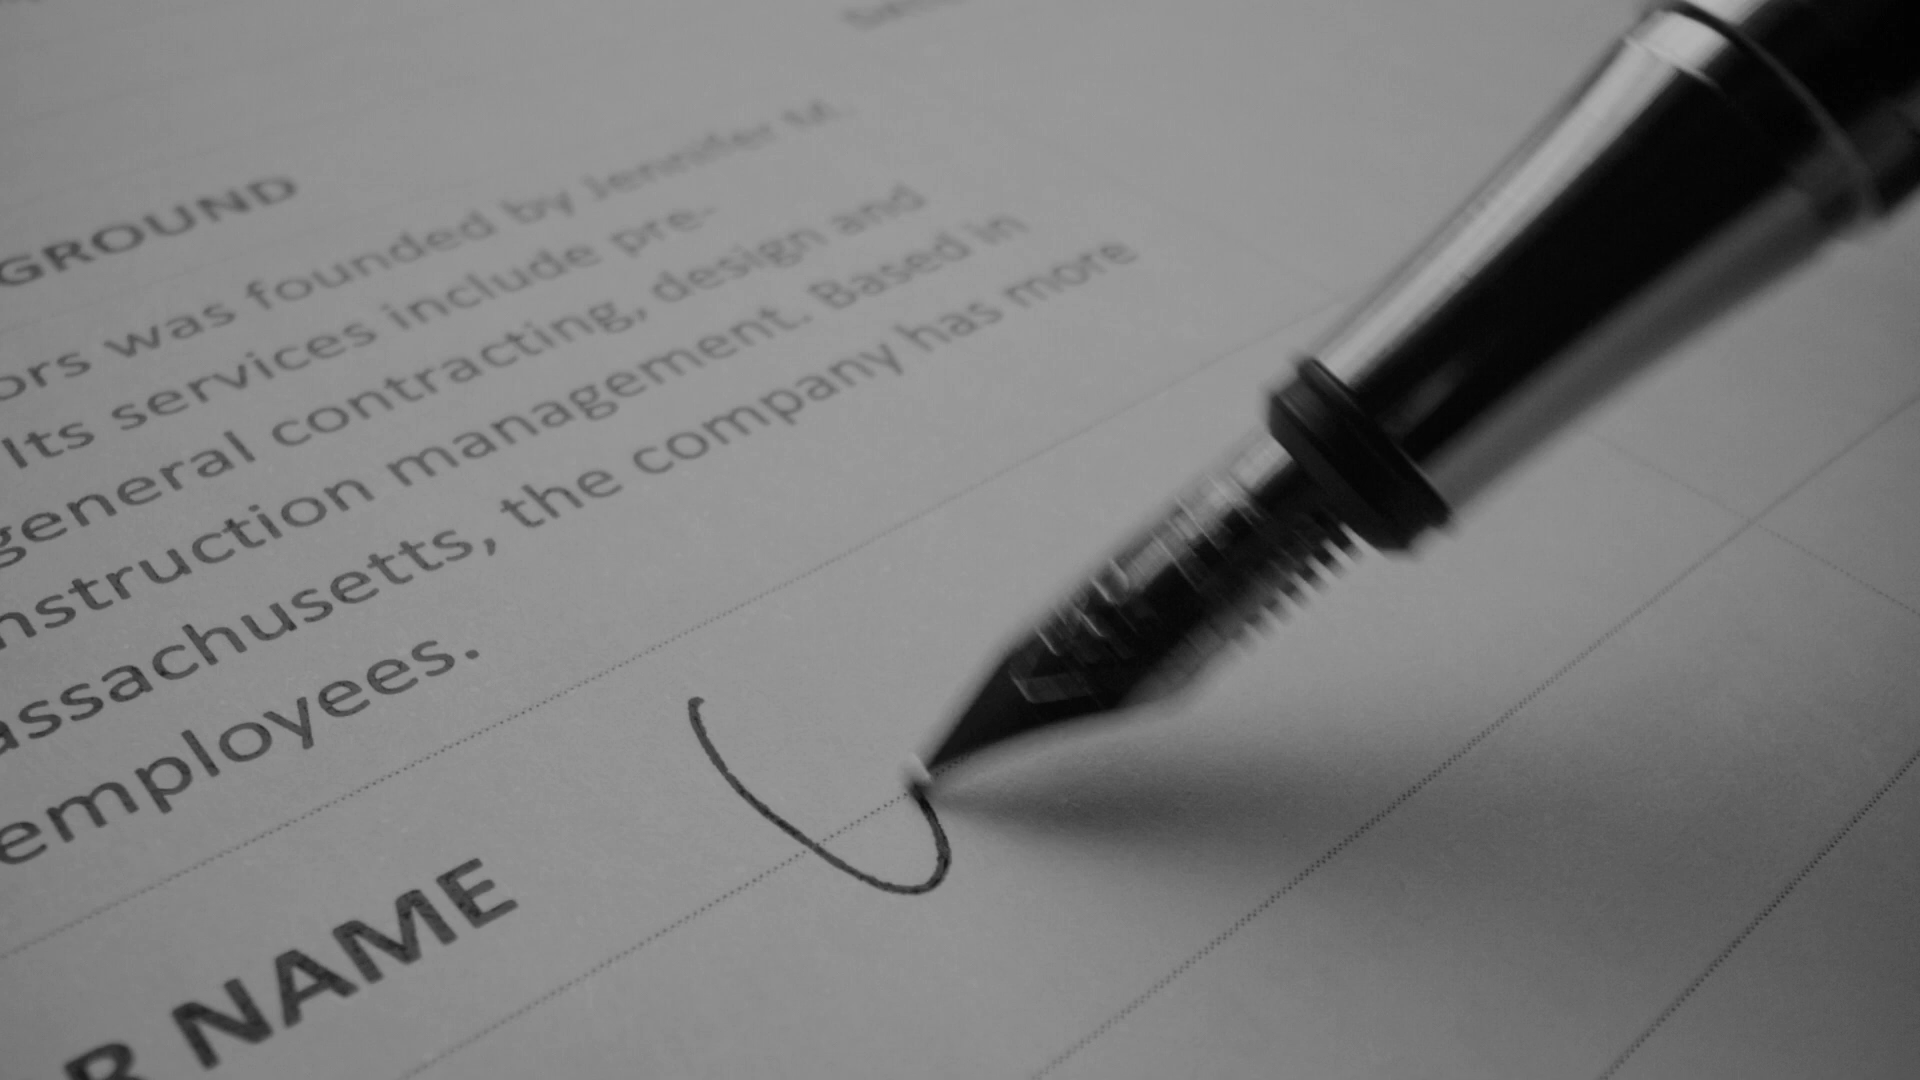 GROUND
ors was founded by Jennifer M.
Its services include pre-
general contracting, design and
nstruction management. Based in
assachusetts, the company has more
employees.
R NAME